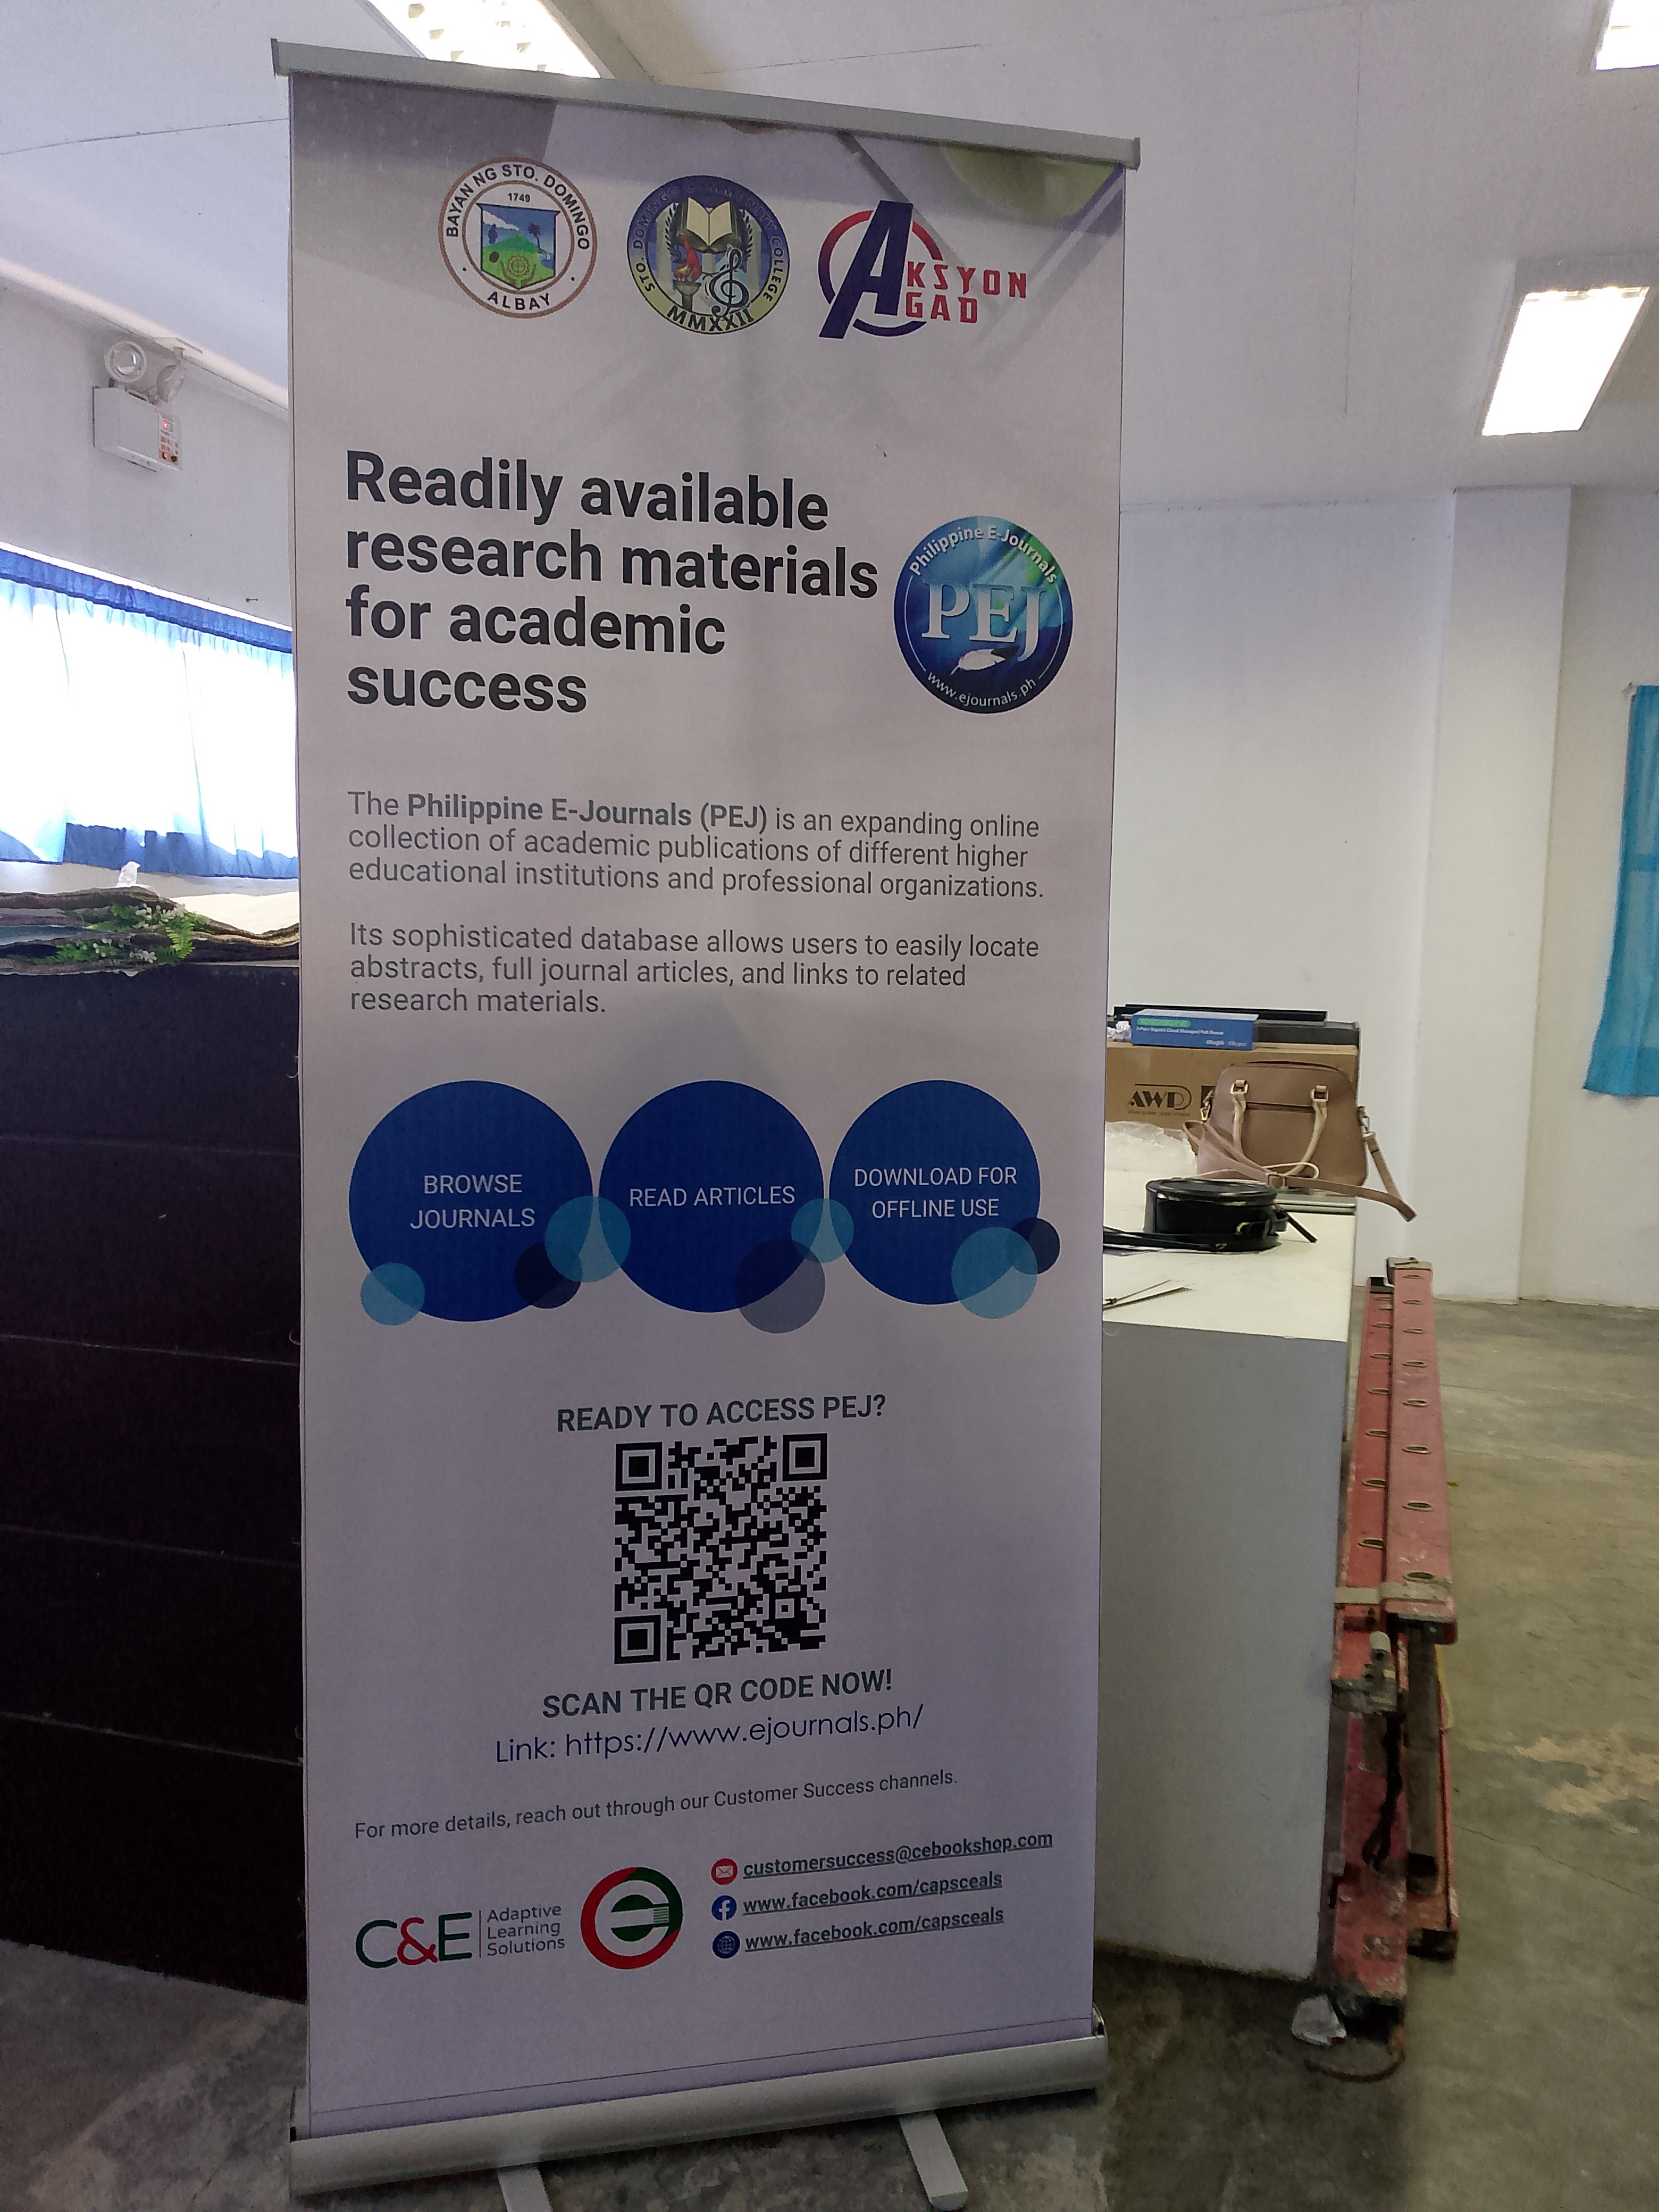 BAYAN NG STO. DOMINGO
1749
ALBAY
STO. DOMINGO COMMUNITY COLLEGE
MMXXII
AKSYON
AGAD
Readily available
research materials
for academic
success
Philippine E-Journals
PEJ
www.ejournals.ph
The Philippine E-Journals (PEJ) is an expanding online
collection of academic publications of different higher
educational institutions and professional organizations.
Its sophisticated database allows users to easily locate
abstracts, full journal articles, and links to related
research materials.
BROWSE
JOURNALS
READ ARTICLES
DOWNLOAD FOR
OFFLINE USE
READY TO ACCESS PEJ?
SCAN THE QR CODE NOW!
Link: https://www.ejournals.ph/
For more details, reach out through our Customer Success channels.
C&E
Adaptive
Learning
Solutions
customersuccess@cebookshop.com
www.facebook.com/capsceals
www.facebook.com/capsceals
AWP